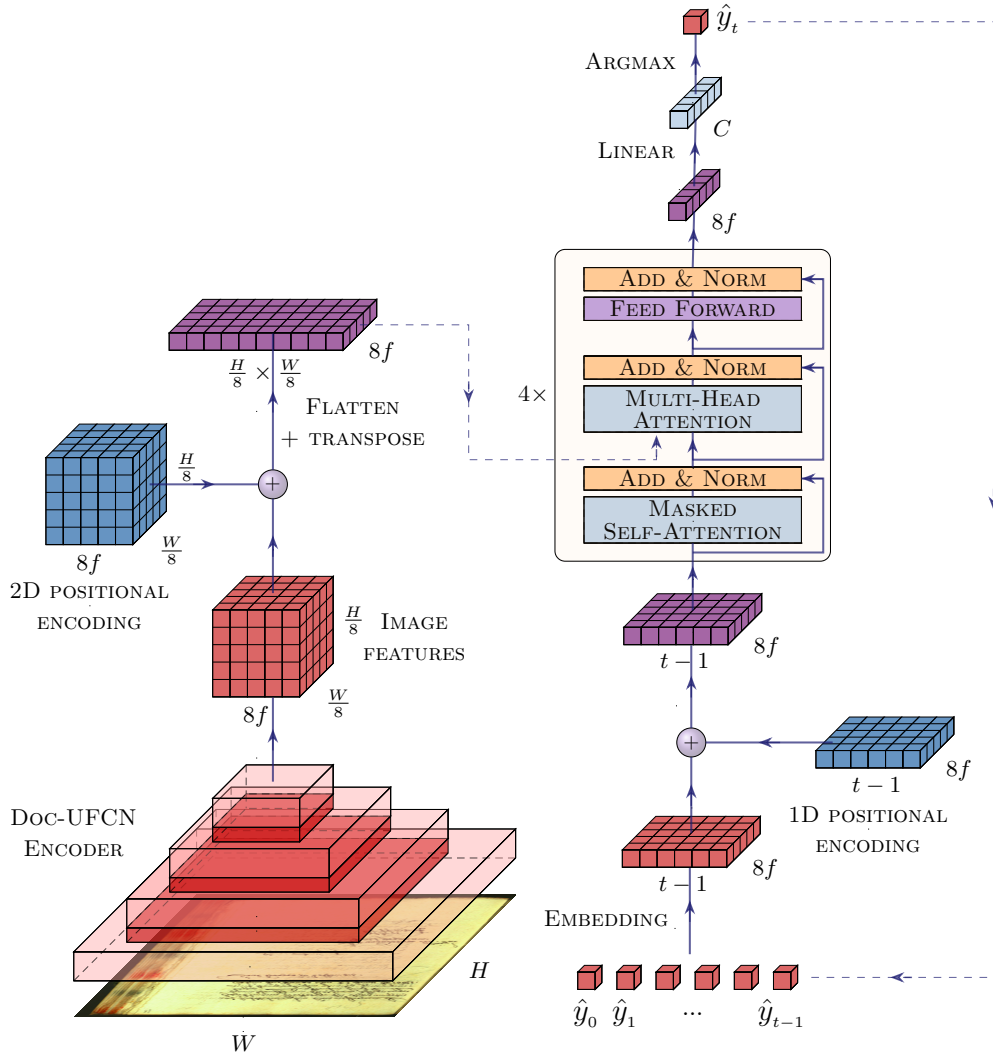 ŷ_t
ARGMAX
C
LINEAR
8f
ADD & NORM
FEED FORWARD
ADD & NORM
4×
MULTI-HEAD
ATTENTION
ADD & NORM
MASKED
SELF-ATTENTION
8f
H/8 × W/8
FLATTEN
+ TRANSPOSE
H/8
+
W/8
8f
2D POSITIONAL
ENCODING
H/8
IMAGE
FEATURES
W/8
8f
DOC-UFCN
ENCODER
H
W
8f
t − 1
+
8f
t − 1
1D POSITIONAL
ENCODING
8f
t − 1
EMBEDDING
ŷ_0 ŷ_1 ... ŷ_{t−1}